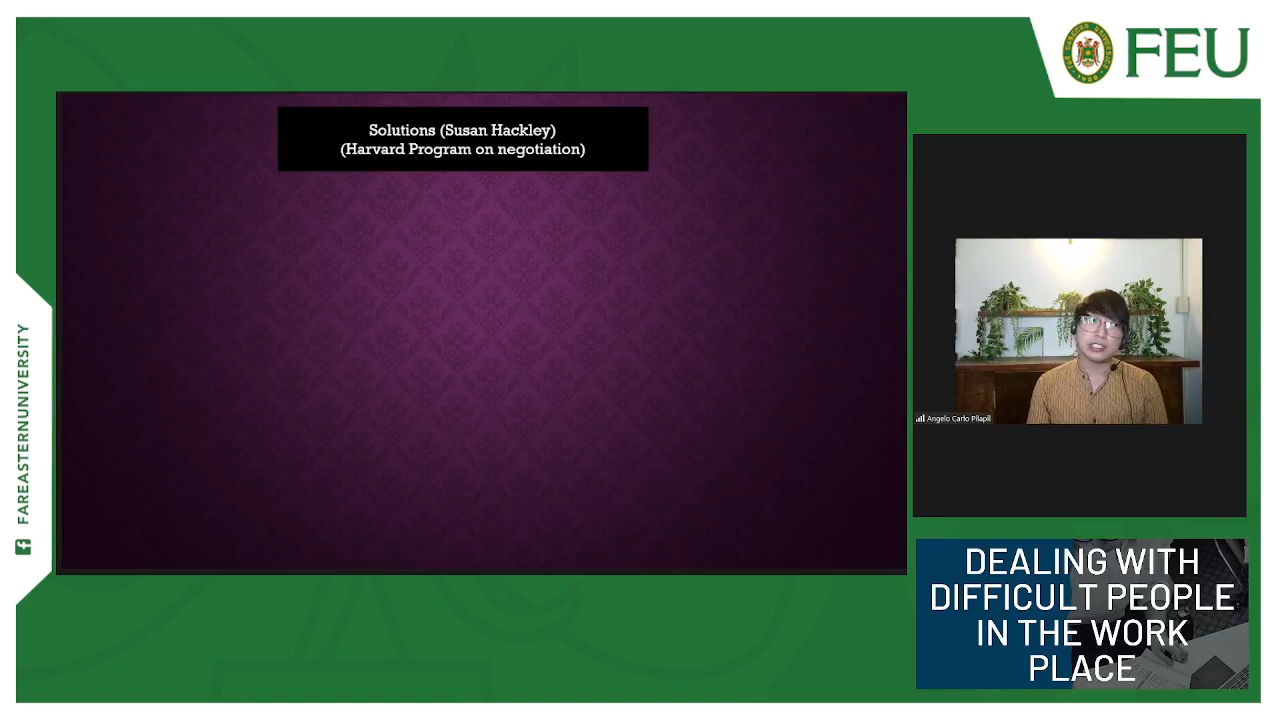 FEU
Solutions (Susan Hackley)
(Harvard Program on negotiation)
FAREASTERNUNIVERSITY
Angelo Carlo Pilapil
DEALING WITH
DIFFICULT PEOPLE
IN THE WORK
PLACE